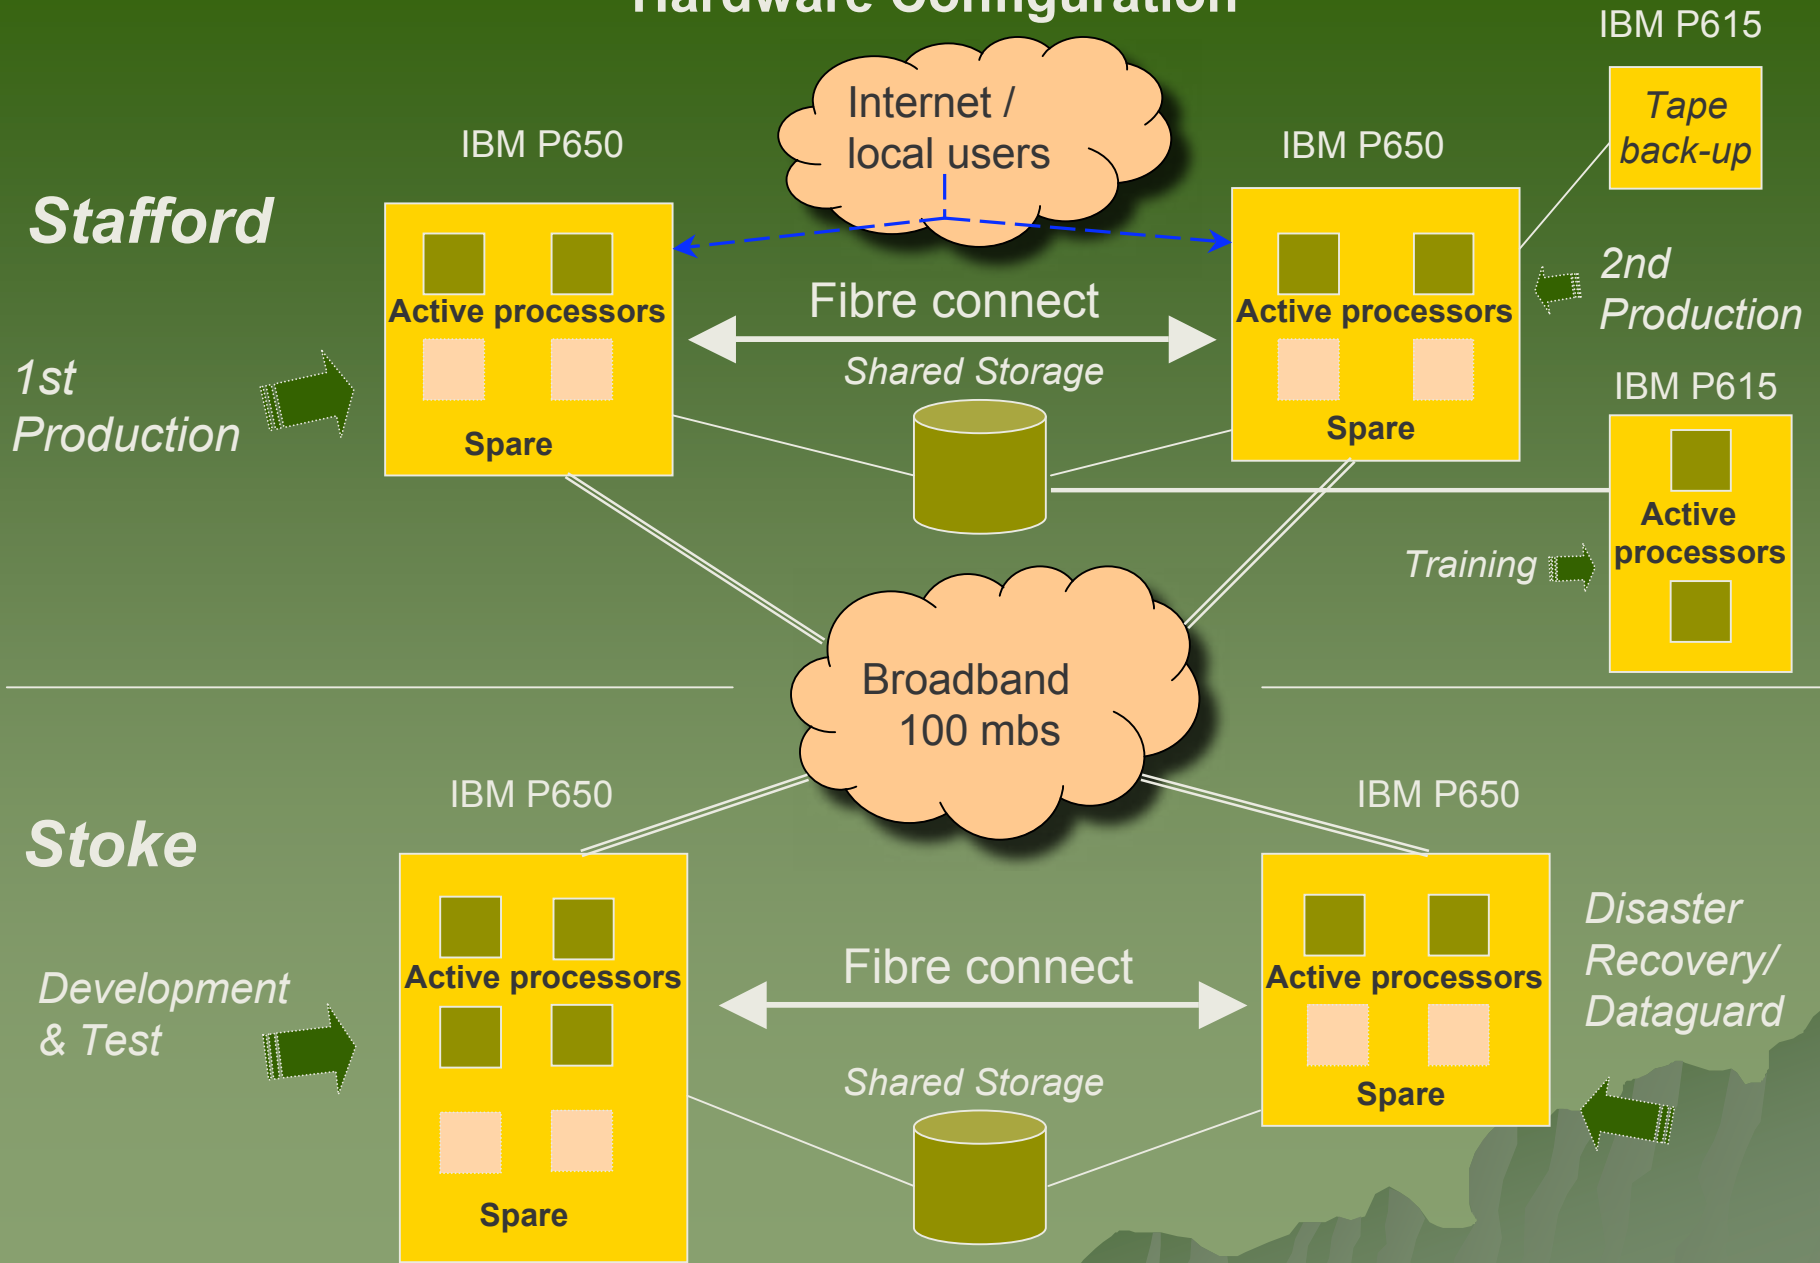 Hardware Configuration
IBM P615
Tape
back-up
Internet /
local users
IBM P650
IBM P650
Stafford
Active processors
Spare
Fibre connect
Shared Storage
Active processors
Spare
2nd
Production
1st
Production
IBM P615
Active
processors
Training
Broadband
100 mbs
IBM P650
IBM P650
Stoke
Active processors
Spare
Fibre connect
Shared Storage
Active processors
Spare
Disaster
Recovery/
Dataguard
Development
& Test